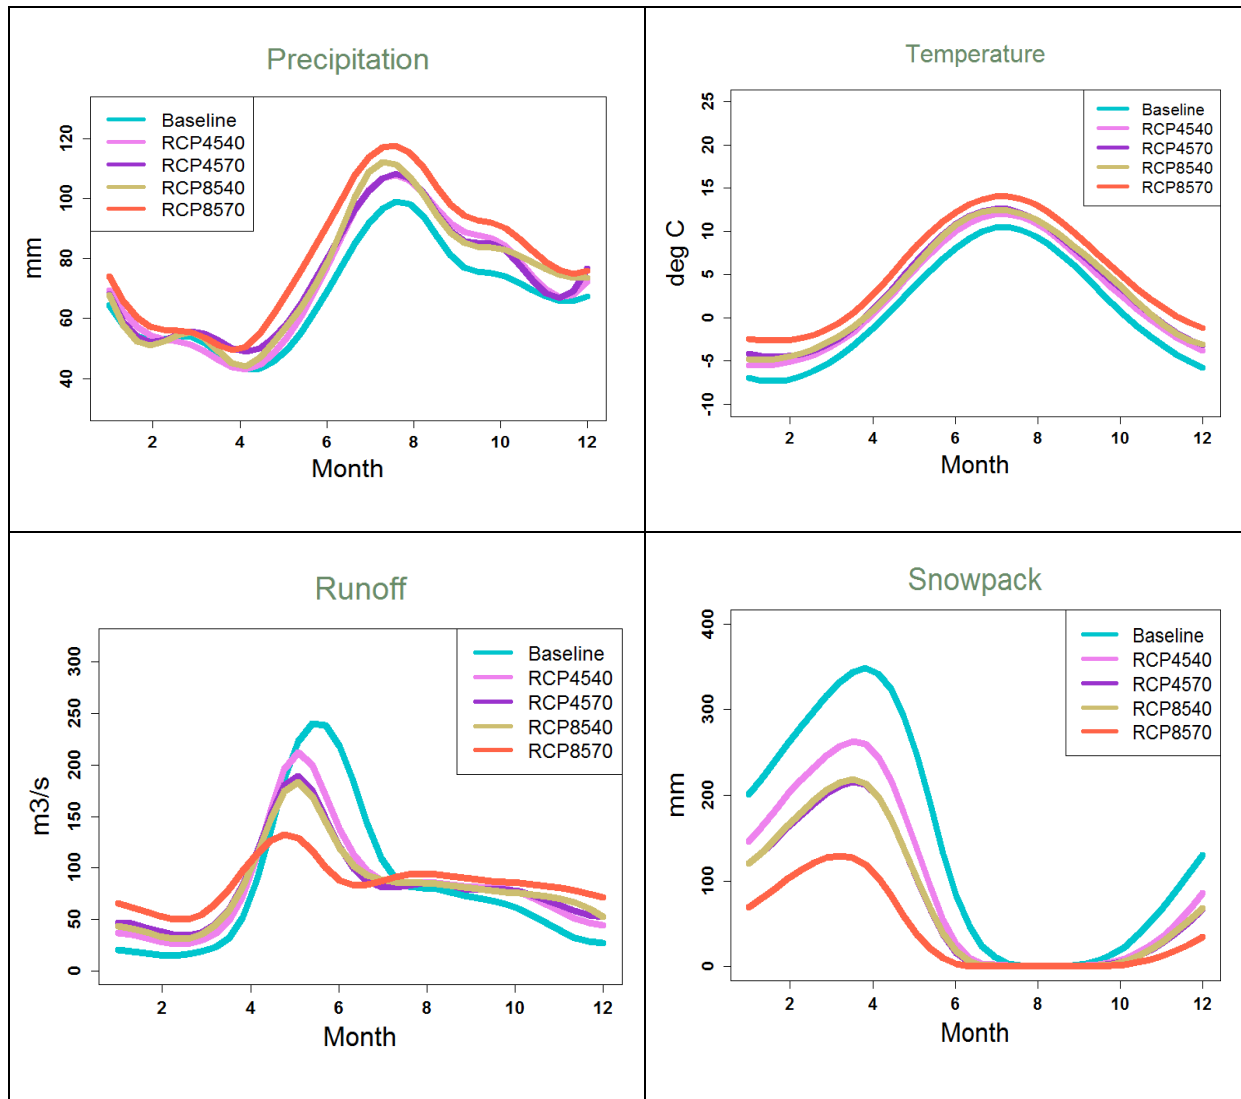 Precipitation
Baseline
RCP4540
RCP4570
RCP8540
RCP8570
mm
120
100
80
60
40
2 4 6 8 10 12
Month
Temperature
Baseline
RCP4540
RCP4570
RCP8540
RCP8570
deg C
25
20
15
10
5
0
-5
-10
2 4 6 8 10 12
Month
Runoff
Baseline
RCP4540
RCP4570
RCP8540
RCP8570
m3/s
300
250
200
150
100
50
0
2 4 6 8 10 12
Month
Snowpack
Baseline
RCP4540
RCP4570
RCP8540
RCP8570
mm
400
300
200
100
0
2 4 6 8 10 12
Month